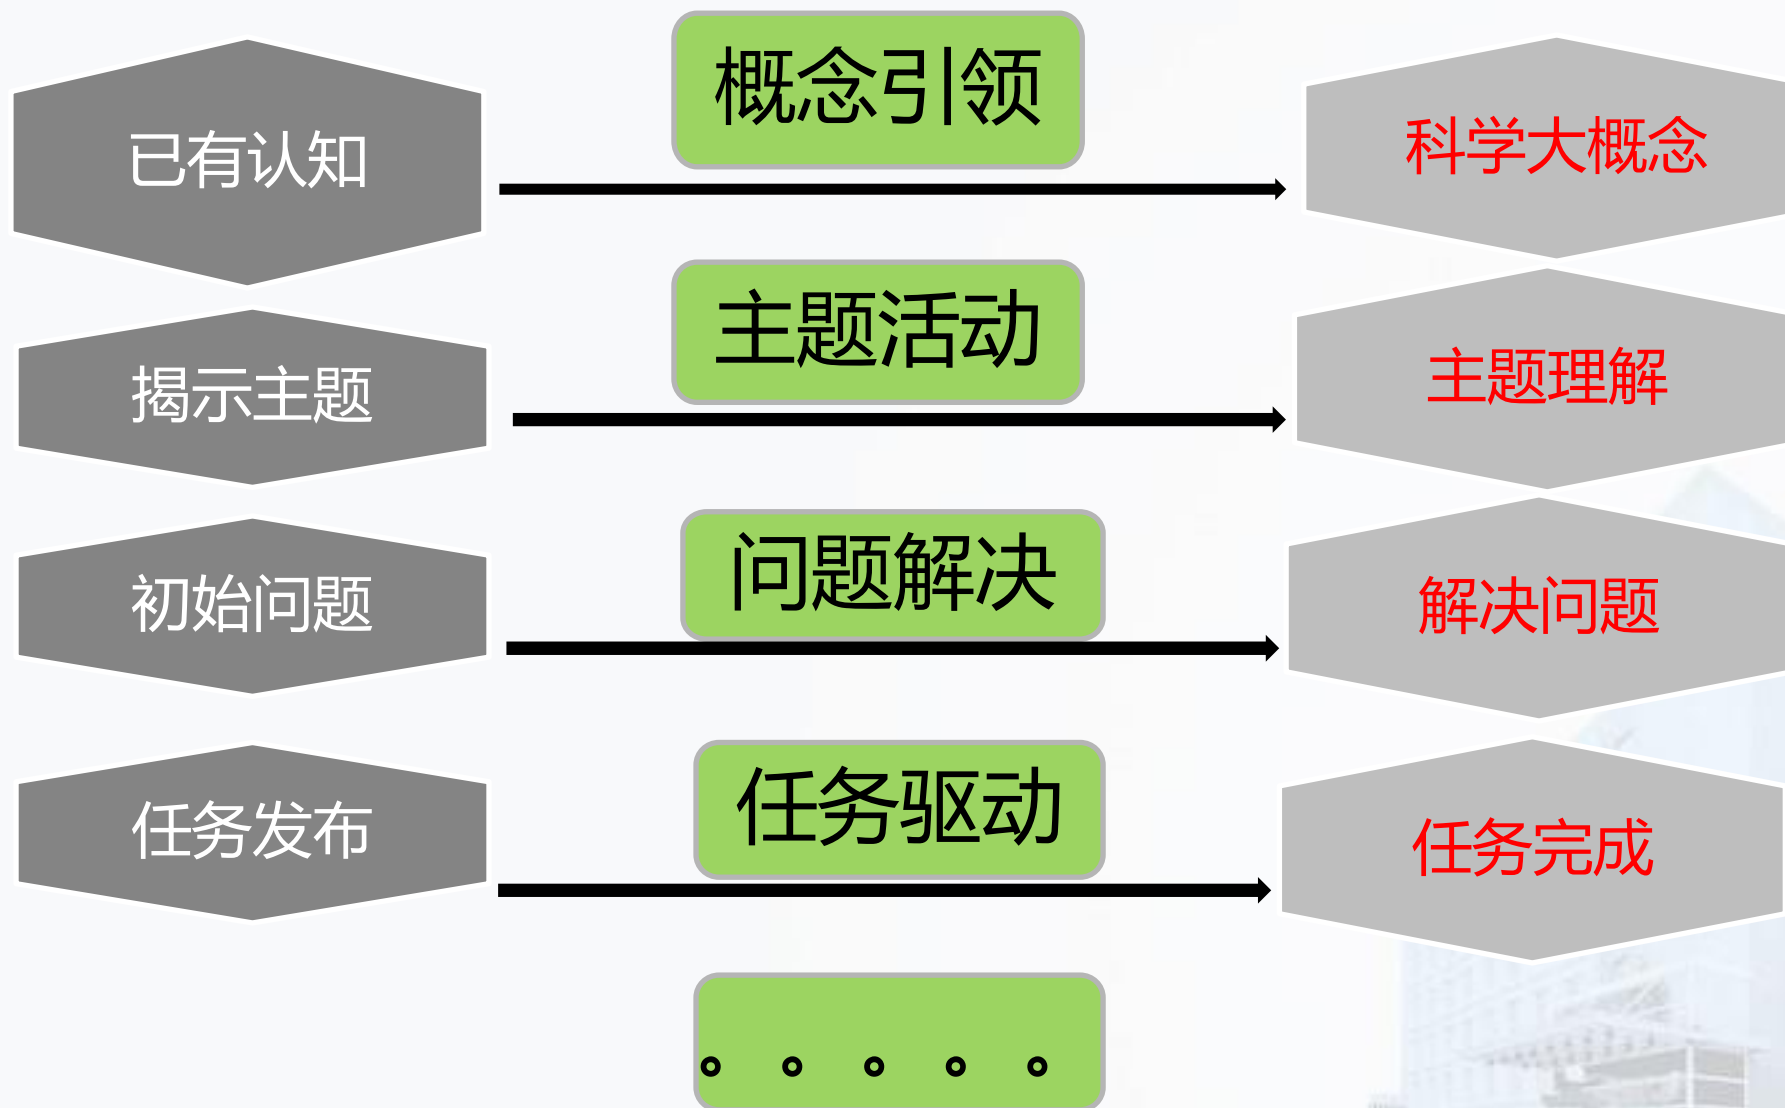 概念引领
已有认知
科学大概念
主题活动
揭示主题
主题理解
问题解决
初始问题
解决问题
任务驱动
任务发布
任务完成
。。。。。